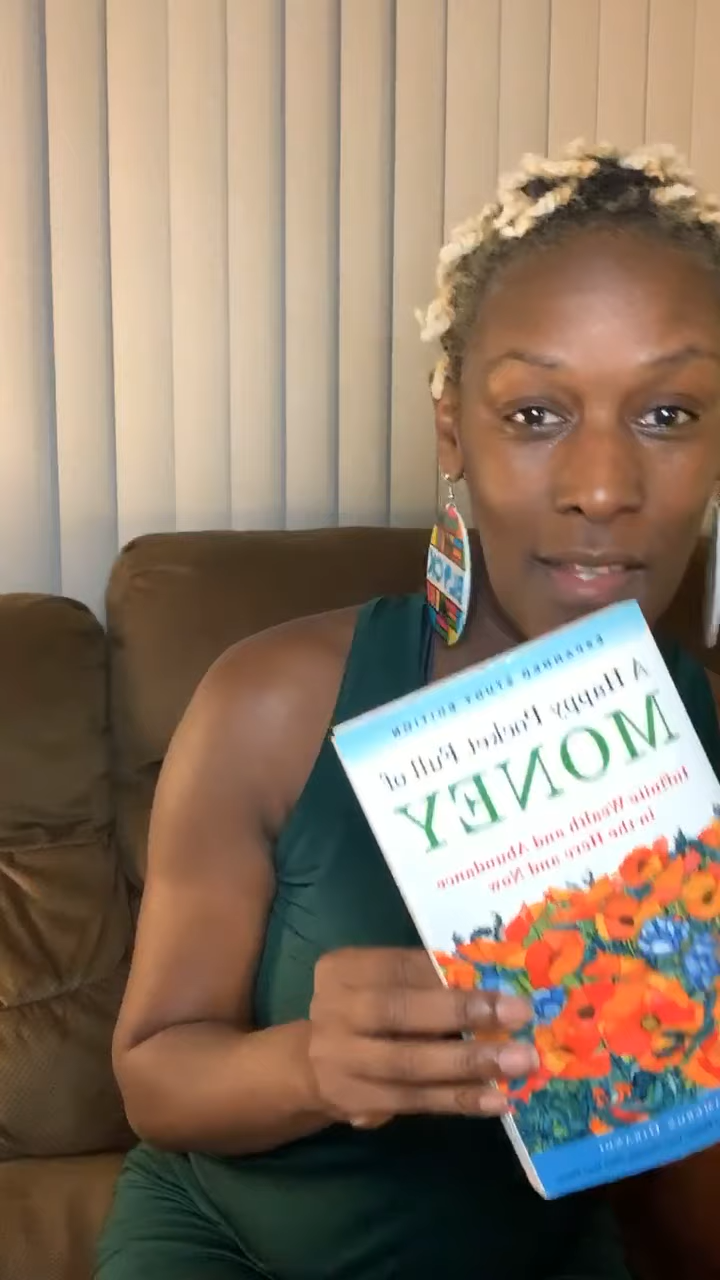 EXPANDED STUDY EDITION
A Happy Pocket Full of
MONEY
Infinite Wealth and Abundance
in the Here and Now